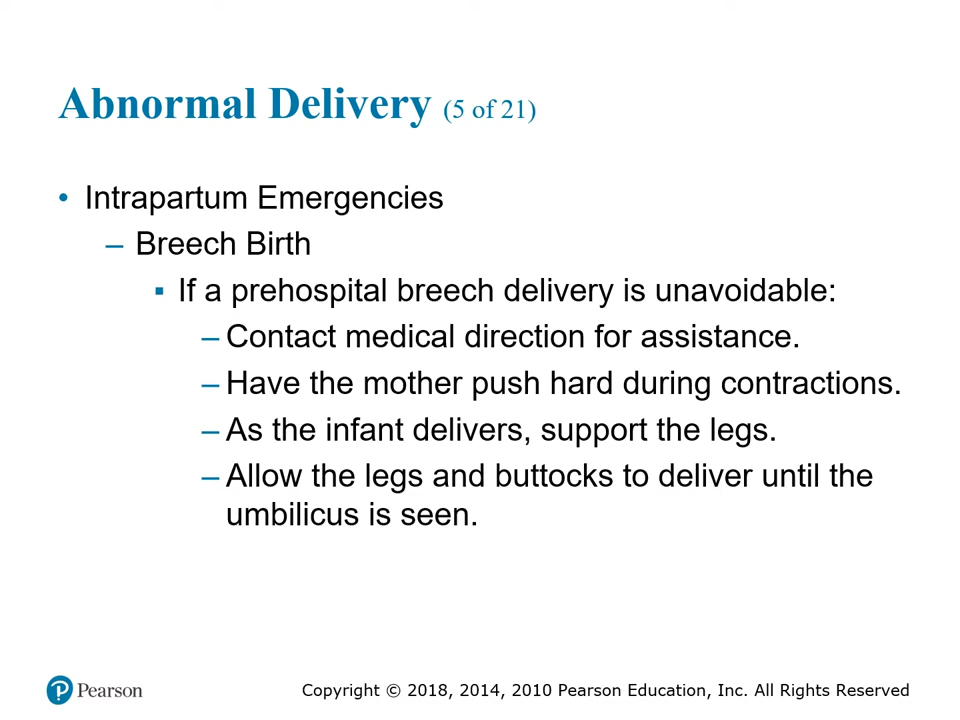 Abnormal Delivery (5 of 21)
• Intrapartum Emergencies
– Breech Birth
▪ If a prehospital breech delivery is unavoidable:
– Contact medical direction for assistance.
– Have the mother push hard during contractions.
– As the infant delivers, support the legs.
– Allow the legs and buttocks to deliver until the
umbilicus is seen.
Pearson
Copyright © 2018, 2014, 2010 Pearson Education, Inc. All Rights Reserved